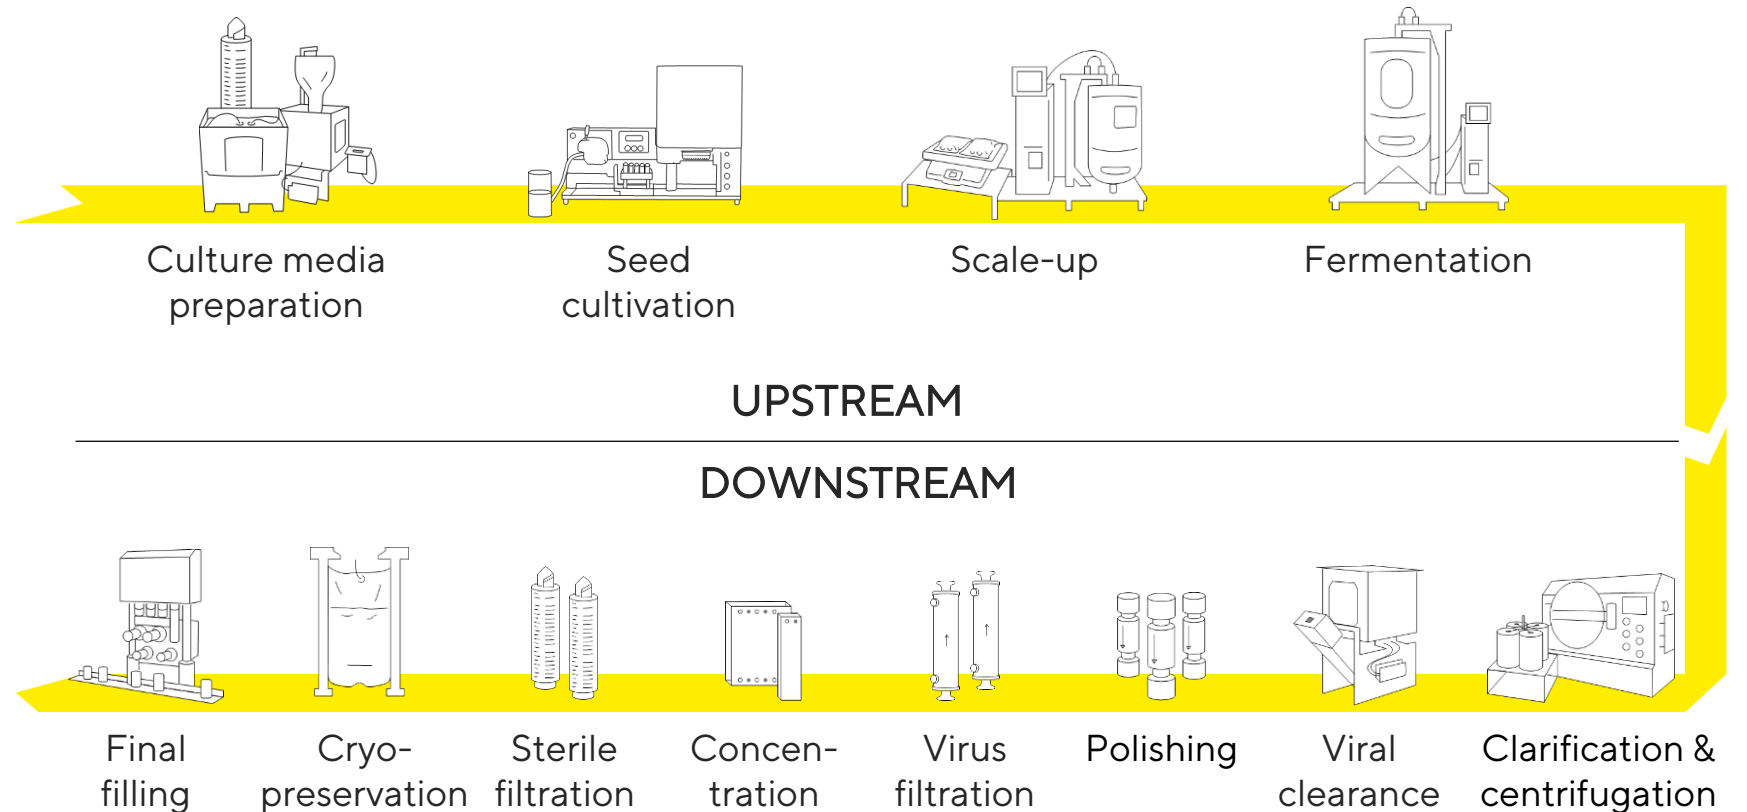 Culture media
preparation
Seed
cultivation
Scale-up
Fermentation
UPSTREAM
DOWNSTREAM
Final
filling
Cryo-
preservation
Sterile
filtration
Concen-
tration
Virus
filtration
Polishing
Viral
clearance
Clarification &
centrifugation